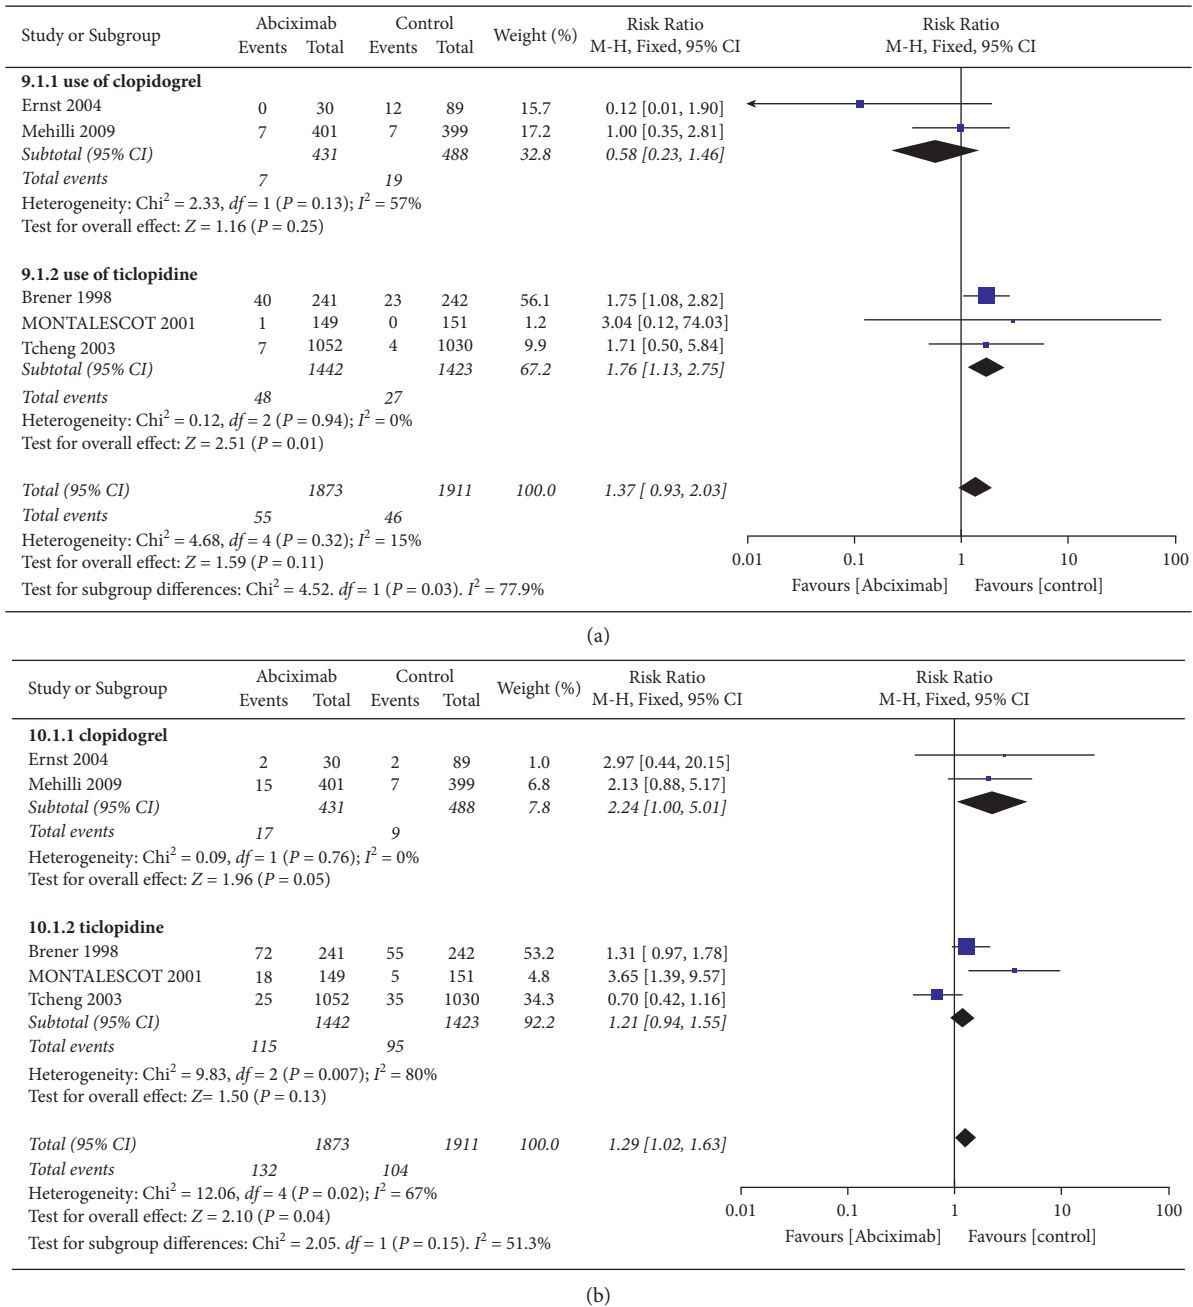 Study or Subgroup Abciximab Control Weight (%) Risk Ratio Risk Ratio
Events Total Events Total M-H, Fixed, 95% CI M-H, Fixed, 95% CI
9.1.1 use of clopidogrel
Ernst 2004 0 30 12 89 15.7 0.12 [0.01, 1.90]
Mehilli 2009 7 401 7 399 17.2 1.00 [0.35, 2.81]
Subtotal (95% CI) 431 488 32.8 0.58 [0.23, 1.46]
Total events 7 19
Heterogeneity: Chi² = 2.33, df = 1 (P = 0.13); I² = 57%
Test for overall effect: Z = 1.16 (P = 0.25)
9.1.2 use of ticlopidine
Brener 1998 40 241 23 242 56.1 1.75 [1.08, 2.82]
MONTALESCOT 2001 1 149 0 151 1.2 3.04 [0.12, 74.03]
Tcheng 2003 7 1052 4 1030 9.9 1.71 [0.50, 5.84]
Subtotal (95% CI) 1442 1423 67.2 1.76 [1.13, 2.75]
Total events 48 27
Heterogeneity: Chi² = 0.12, df = 2 (P = 0.94); I² = 0%
Test for overall effect: Z = 2.51 (P = 0.01)
Total (95% CI) 1873 1911 100.0 1.37 [ 0.93, 2.03]
Total events 55 46
Heterogeneity: Chi² = 4.68, df = 4 (P = 0.32); I² = 15%
Test for overall effect: Z = 1.59 (P = 0.11)
Test for subgroup differences: Chi² = 4.52. df = 1 (P = 0.03). I² = 77.9%
0.01 0.1 1 10 100
Favours [Abciximab] Favours [control]
(a)
Study or Subgroup Abciximab Control Weight (%) Risk Ratio Risk Ratio
Events Total Events Total M-H, Fixed, 95% CI M-H, Fixed, 95% CI
10.1.1 clopidogrel
Ernst 2004 2 30 2 89 1.0 2.97 [0.44, 20.15]
Mehilli 2009 15 401 7 399 6.8 2.13 [0.88, 5.17]
Subtotal (95% CI) 431 488 7.8 2.24 [1.00, 5.01]
Total events 17 9
Heterogeneity: Chi² = 0.09, df = 1 (P = 0.76); I² = 0%
Test for overall effect: Z = 1.96 (P = 0.05)
10.1.2 ticlopidine
Brener 1998 72 241 55 242 53.2 1.31 [ 0.97, 1.78]
MONTALESCOT 2001 18 149 5 151 4.8 3.65 [1.39, 9.57]
Tcheng 2003 25 1052 35 1030 34.3 0.70 [0.42, 1.16]
Subtotal (95% CI) 1442 1423 92.2 1.21 [0.94, 1.55]
Total events 115 95
Heterogeneity: Chi² = 9.83, df = 2 (P = 0.007); I² = 80%
Test for overall effect: Z= 1.50 (P = 0.13)
Total (95% CI) 1873 1911 100.0 1.29 [1.02, 1.63]
Total events 132 104
Heterogeneity: Chi² = 12.06, df = 4 (P = 0.02); I² = 67%
Test for overall effect: Z = 2.10 (P = 0.04)
Test for subgroup differences: Chi² = 2.05. df = 1 (P = 0.15). I² = 51.3%
0.01 0.1 1 10 100
Favours [Abciximab] Favours [control]
(b)